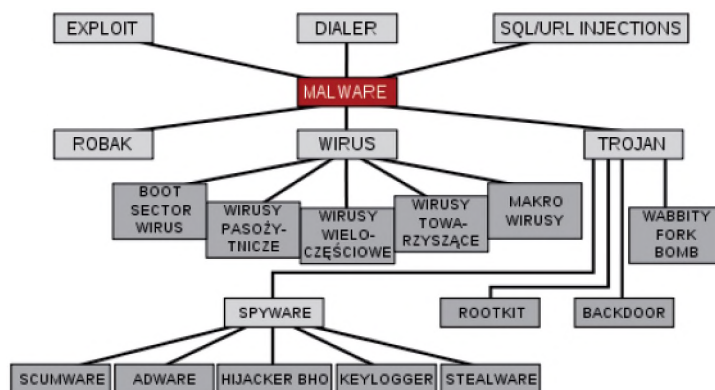 EXPLOIT
DIALER
SQL/URL INJECTIONS
MALWARE
ROBAK
WIRUS
TROJAN
BOOT
SECTOR
WIRUS
WIRUSY
PASOŻY-
TNICZE
WIRUSY
WIELO-
CZĘŚCIOWE
WIRUSY
TOWA-
RZYSZĄCE
MAKRO
WIRUSY
WABBITY
FORK
BOMB
SPYWARE
ROOTKIT
BACKDOOR
SCUMWARE
ADWARE
HIJACKER BHO
KEYLOGGER
STEALWARE